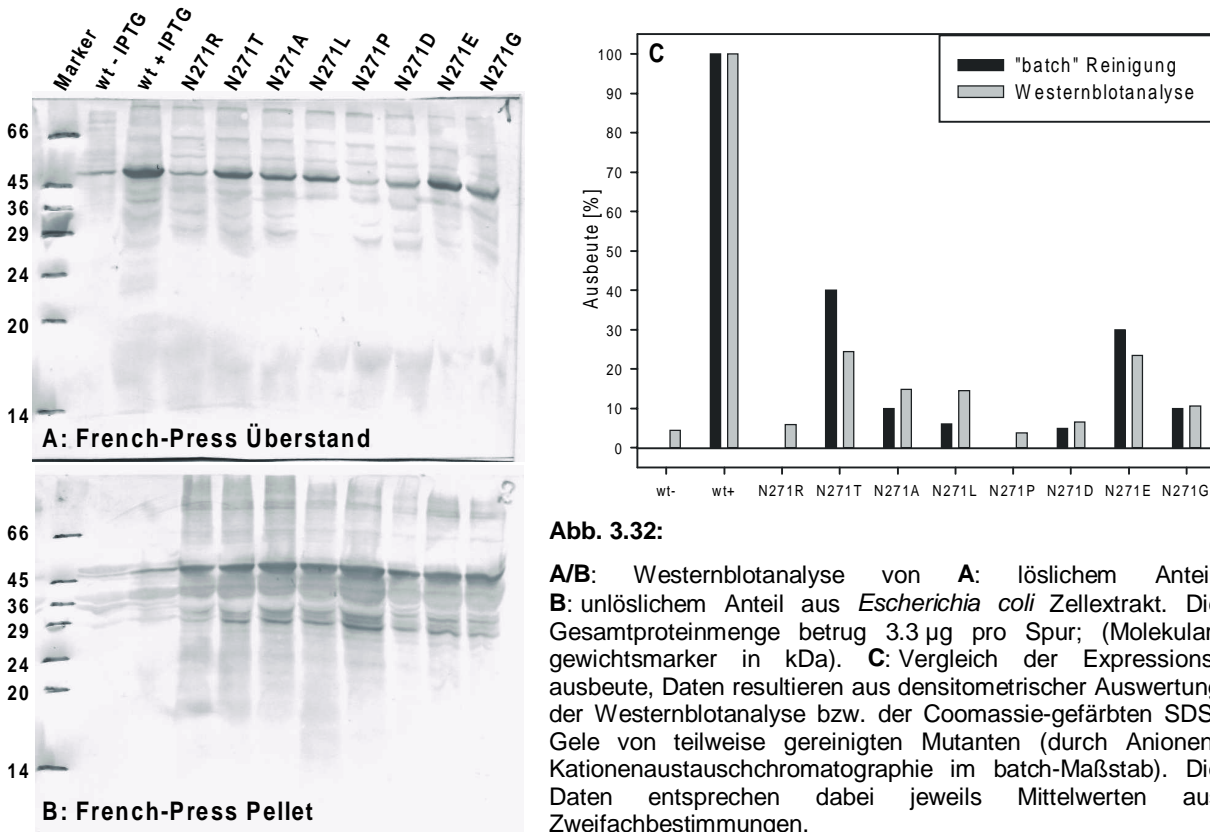 Marker
wt - IPTG
wt + IPTG
N271R
N271T
N271A
N271L
N271P
N271D
N271E
N271G
66
45
36
29
24
20
14
1
A: French-Press Überstand
66
45
36
29
24
20
14
2
B: French-Press Pellet
C
"batch" Reinigung
Westernblotanalyse
Ausbeute [%]
100
90
80
70
60
50
40
30
20
10
0
wt- wt+ N271R N271T N271A N271L N271P N271D N271E N271G
Abb. 3.32:
A/B: Westernblotanalyse von A: löslichem Anteil
B: unlöslichem Anteil aus Escherichia coli Zellextrakt. Die
Gesamtproteinmenge betrug 3.3 µg pro Spur; (Molekular
gewichtsmarker in kDa). C: Vergleich der Expressions
ausbeute, Daten resultieren aus densitometrischer Auswertung
der Westernblotanalyse bzw. der Coomassie-gefärbten SDS
Gele von teilweise gereinigten Mutanten (durch Anionen
Kationenaustauschchromatographie im batch-Maßstab). Die
Daten entsprechen dabei jeweils Mittelwerten aus
Zweifachbestimmungen.